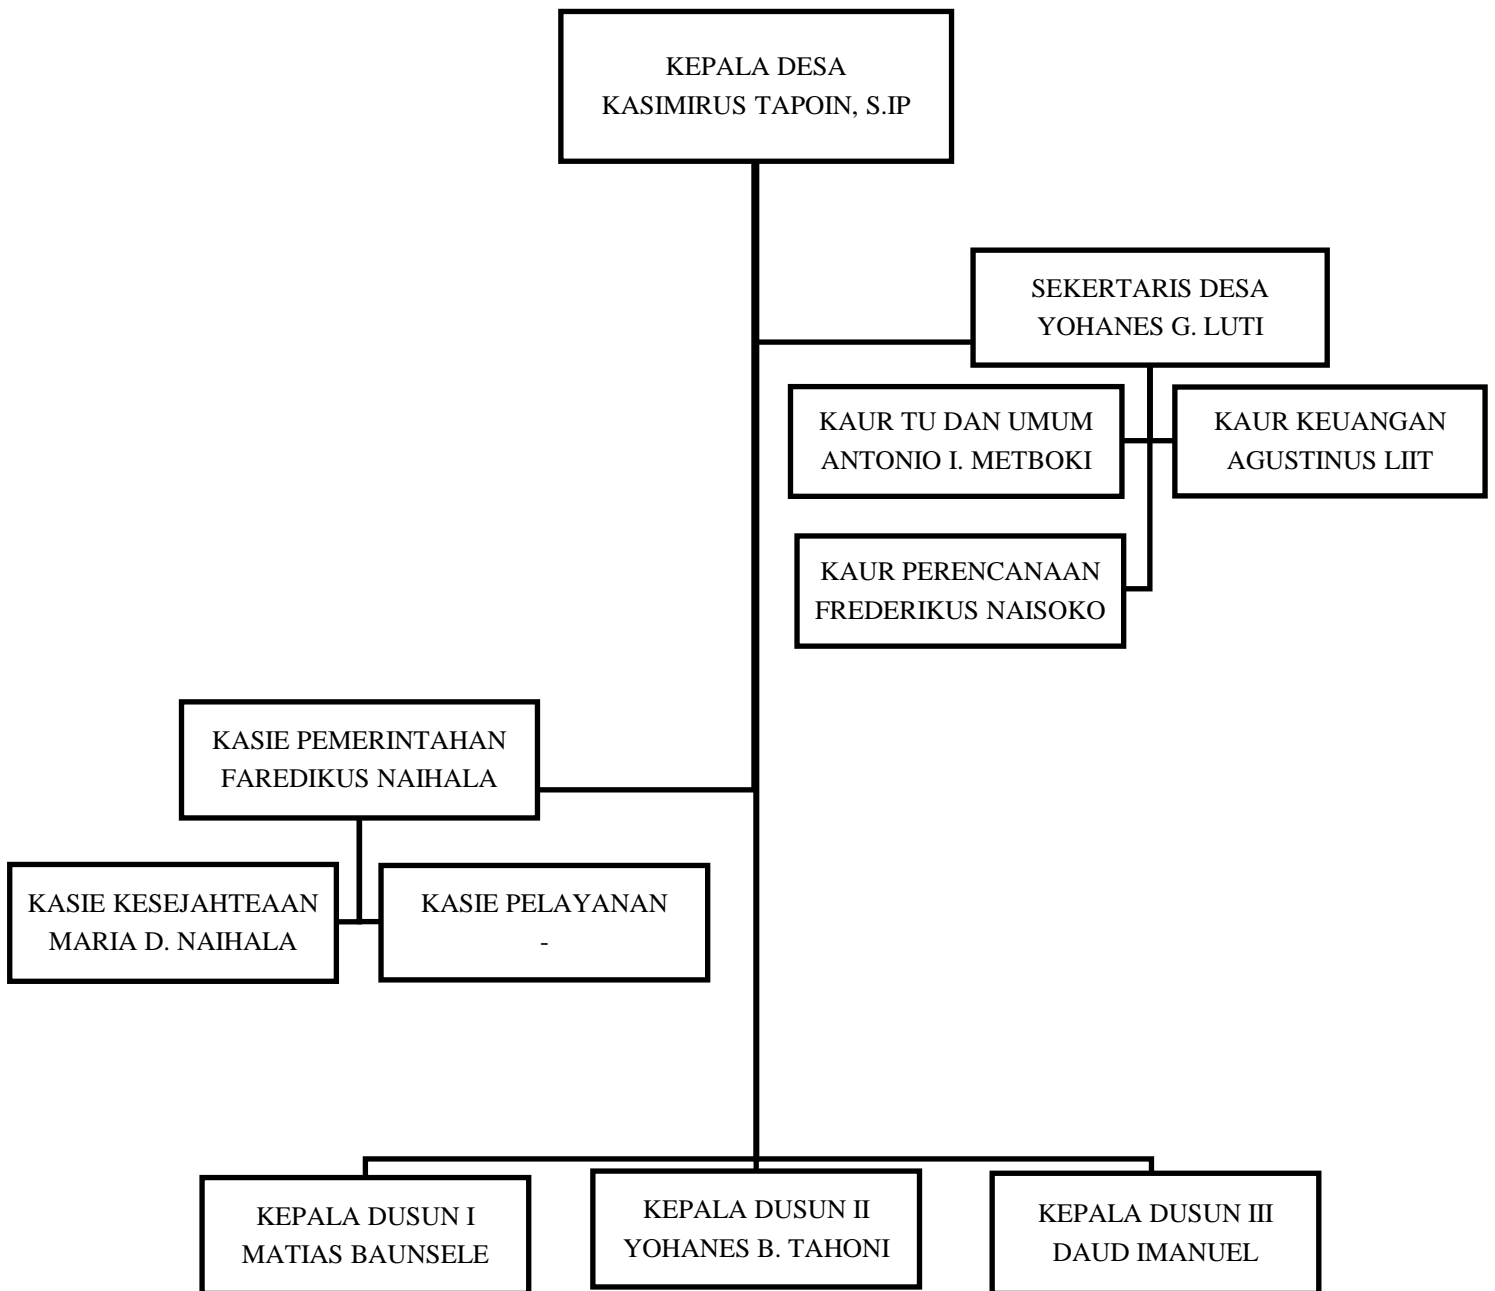 KEPALA DESA
KASIMIRUS TAPOIN, S.IP
SEKERTARIS DESA
YOHANES G. LUTI
KAUR TU DAN UMUM
ANTONIO I. METBOKI
KAUR KEUANGAN
AGUSTINUS LIIT
KAUR PERENCANAAN
FREDERIKUS NAISOKO
KASIE PEMERINTAHAN
FAREDIKUS NAIHALA
KASIE KESEJAHTEAAN
MARIA D. NAIHALA
KASIE PELAYANAN
-
KEPALA DUSUN I
MATIAS BAUNSELE
KEPALA DUSUN II
YOHANES B. TAHONI
KEPALA DUSUN III
DAUD IMANUEL